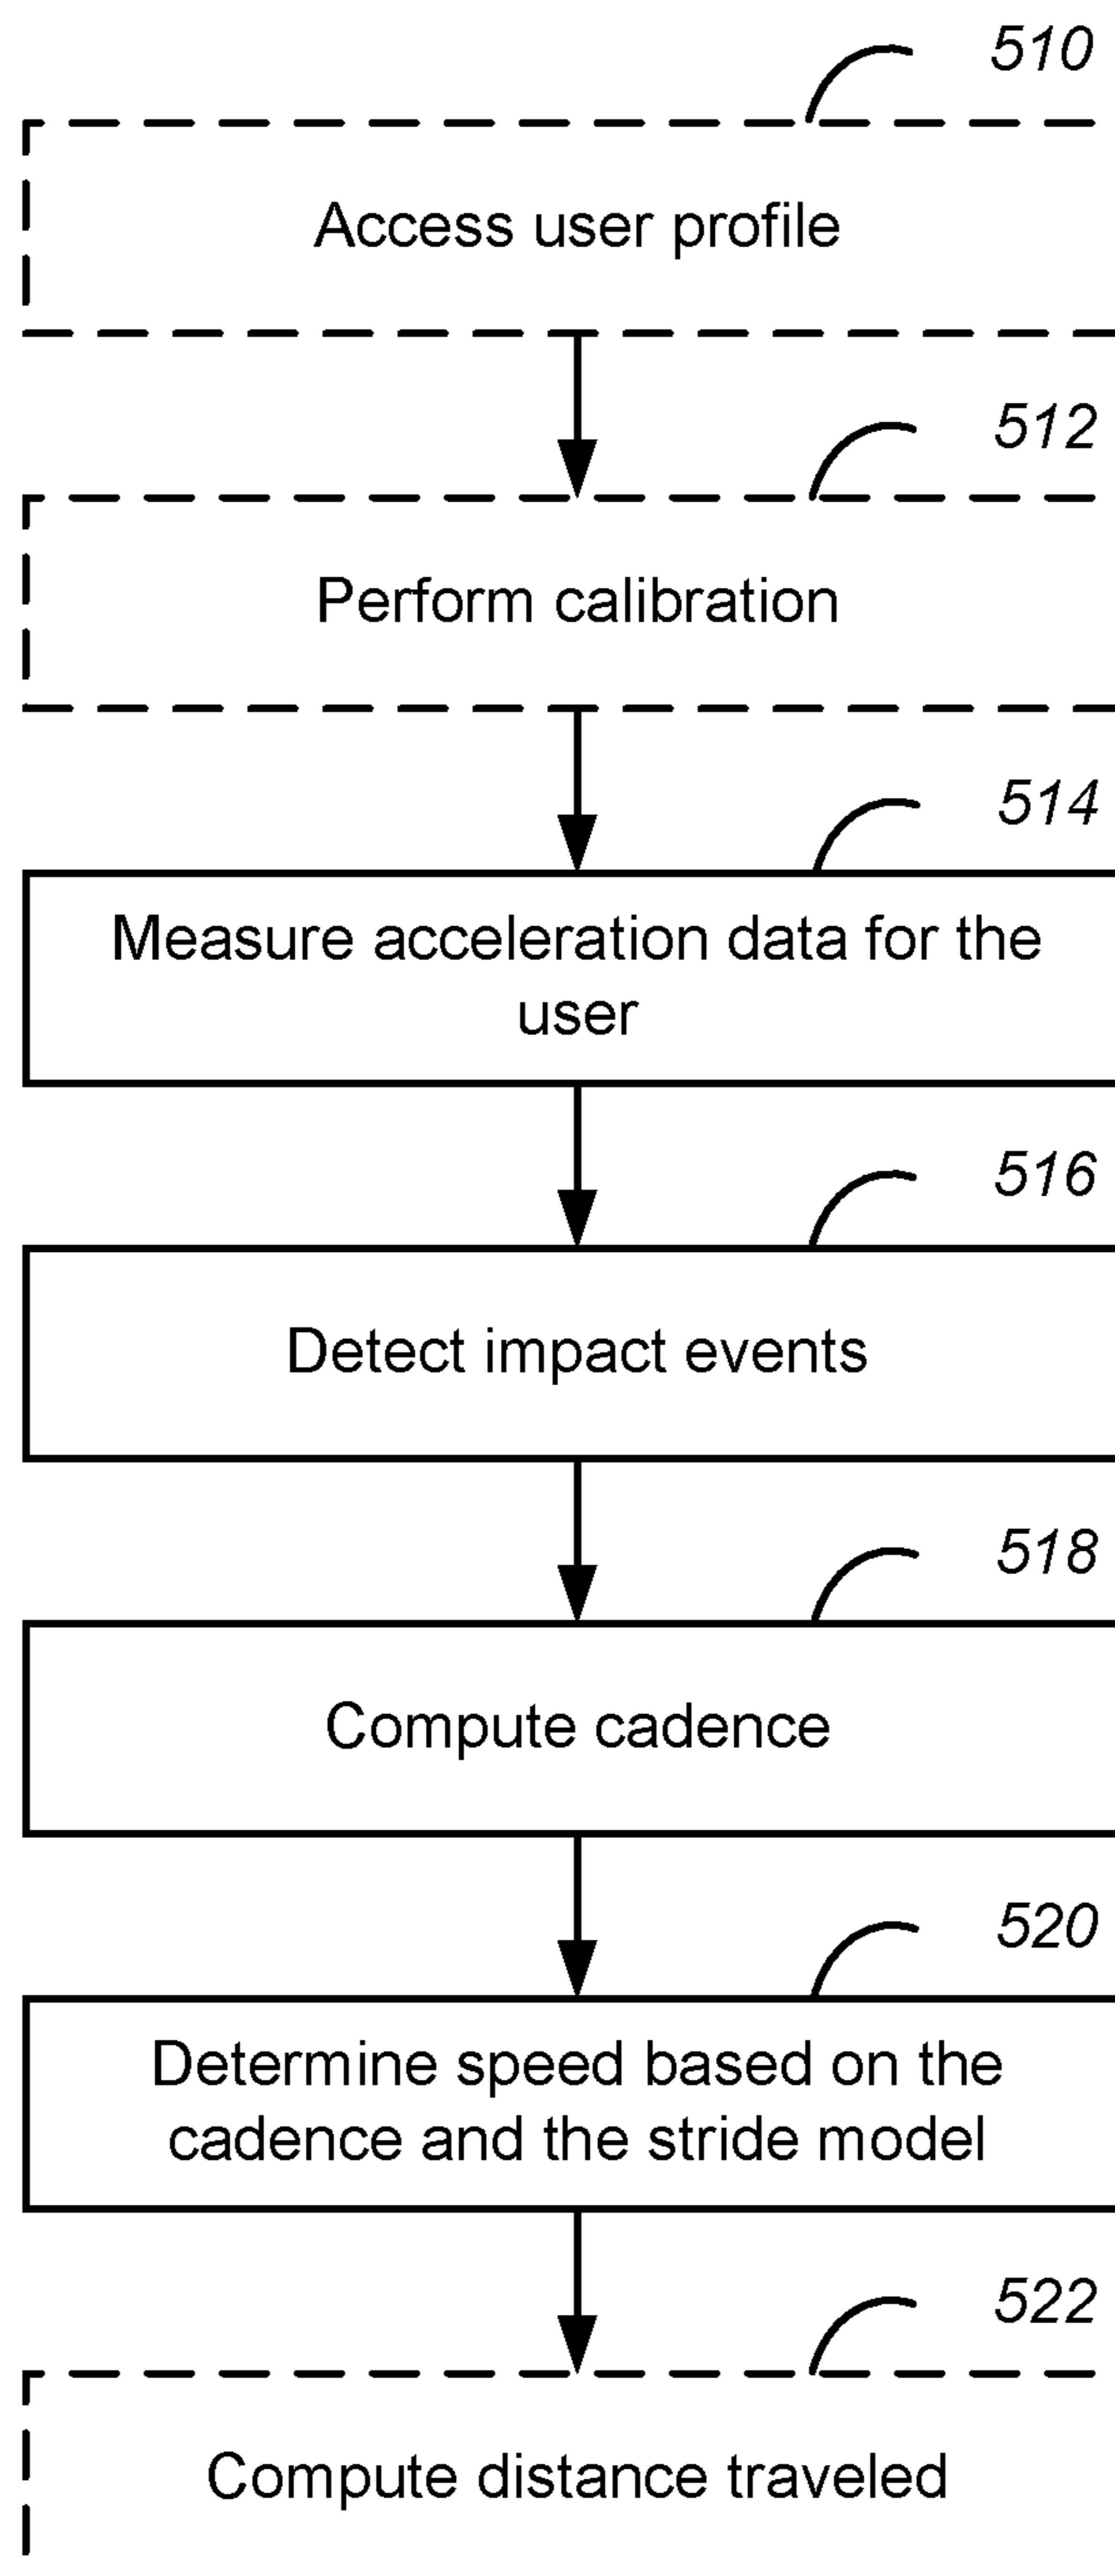 510
Access user profile
512
Perform calibration
514
Measure acceleration data for the
user
516
Detect impact events
518
Compute cadence
520
Determine speed based on the
cadence and the stride model
522
Compute distance traveled